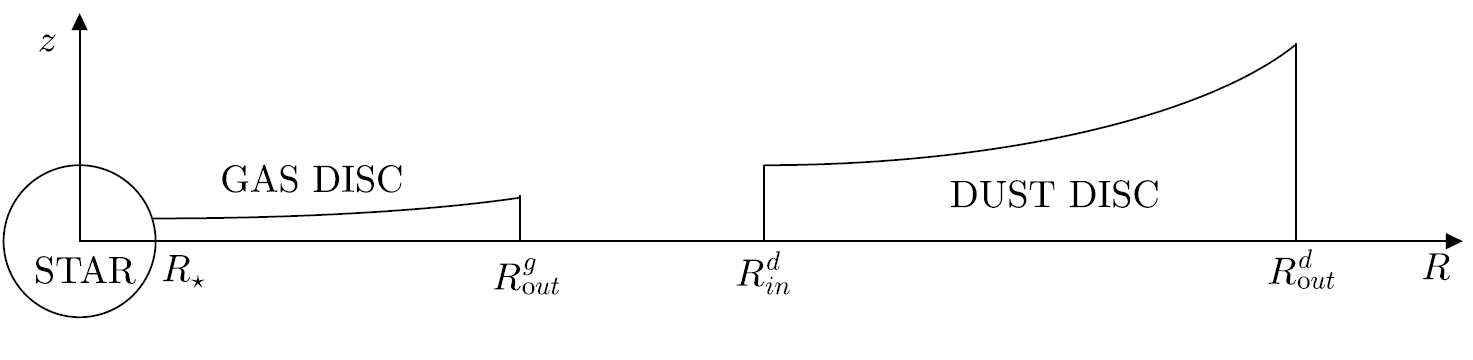 z
GAS DISC
DUST DISC
STAR
R⋆
R^g_out
R^d_in
R^d_out
R